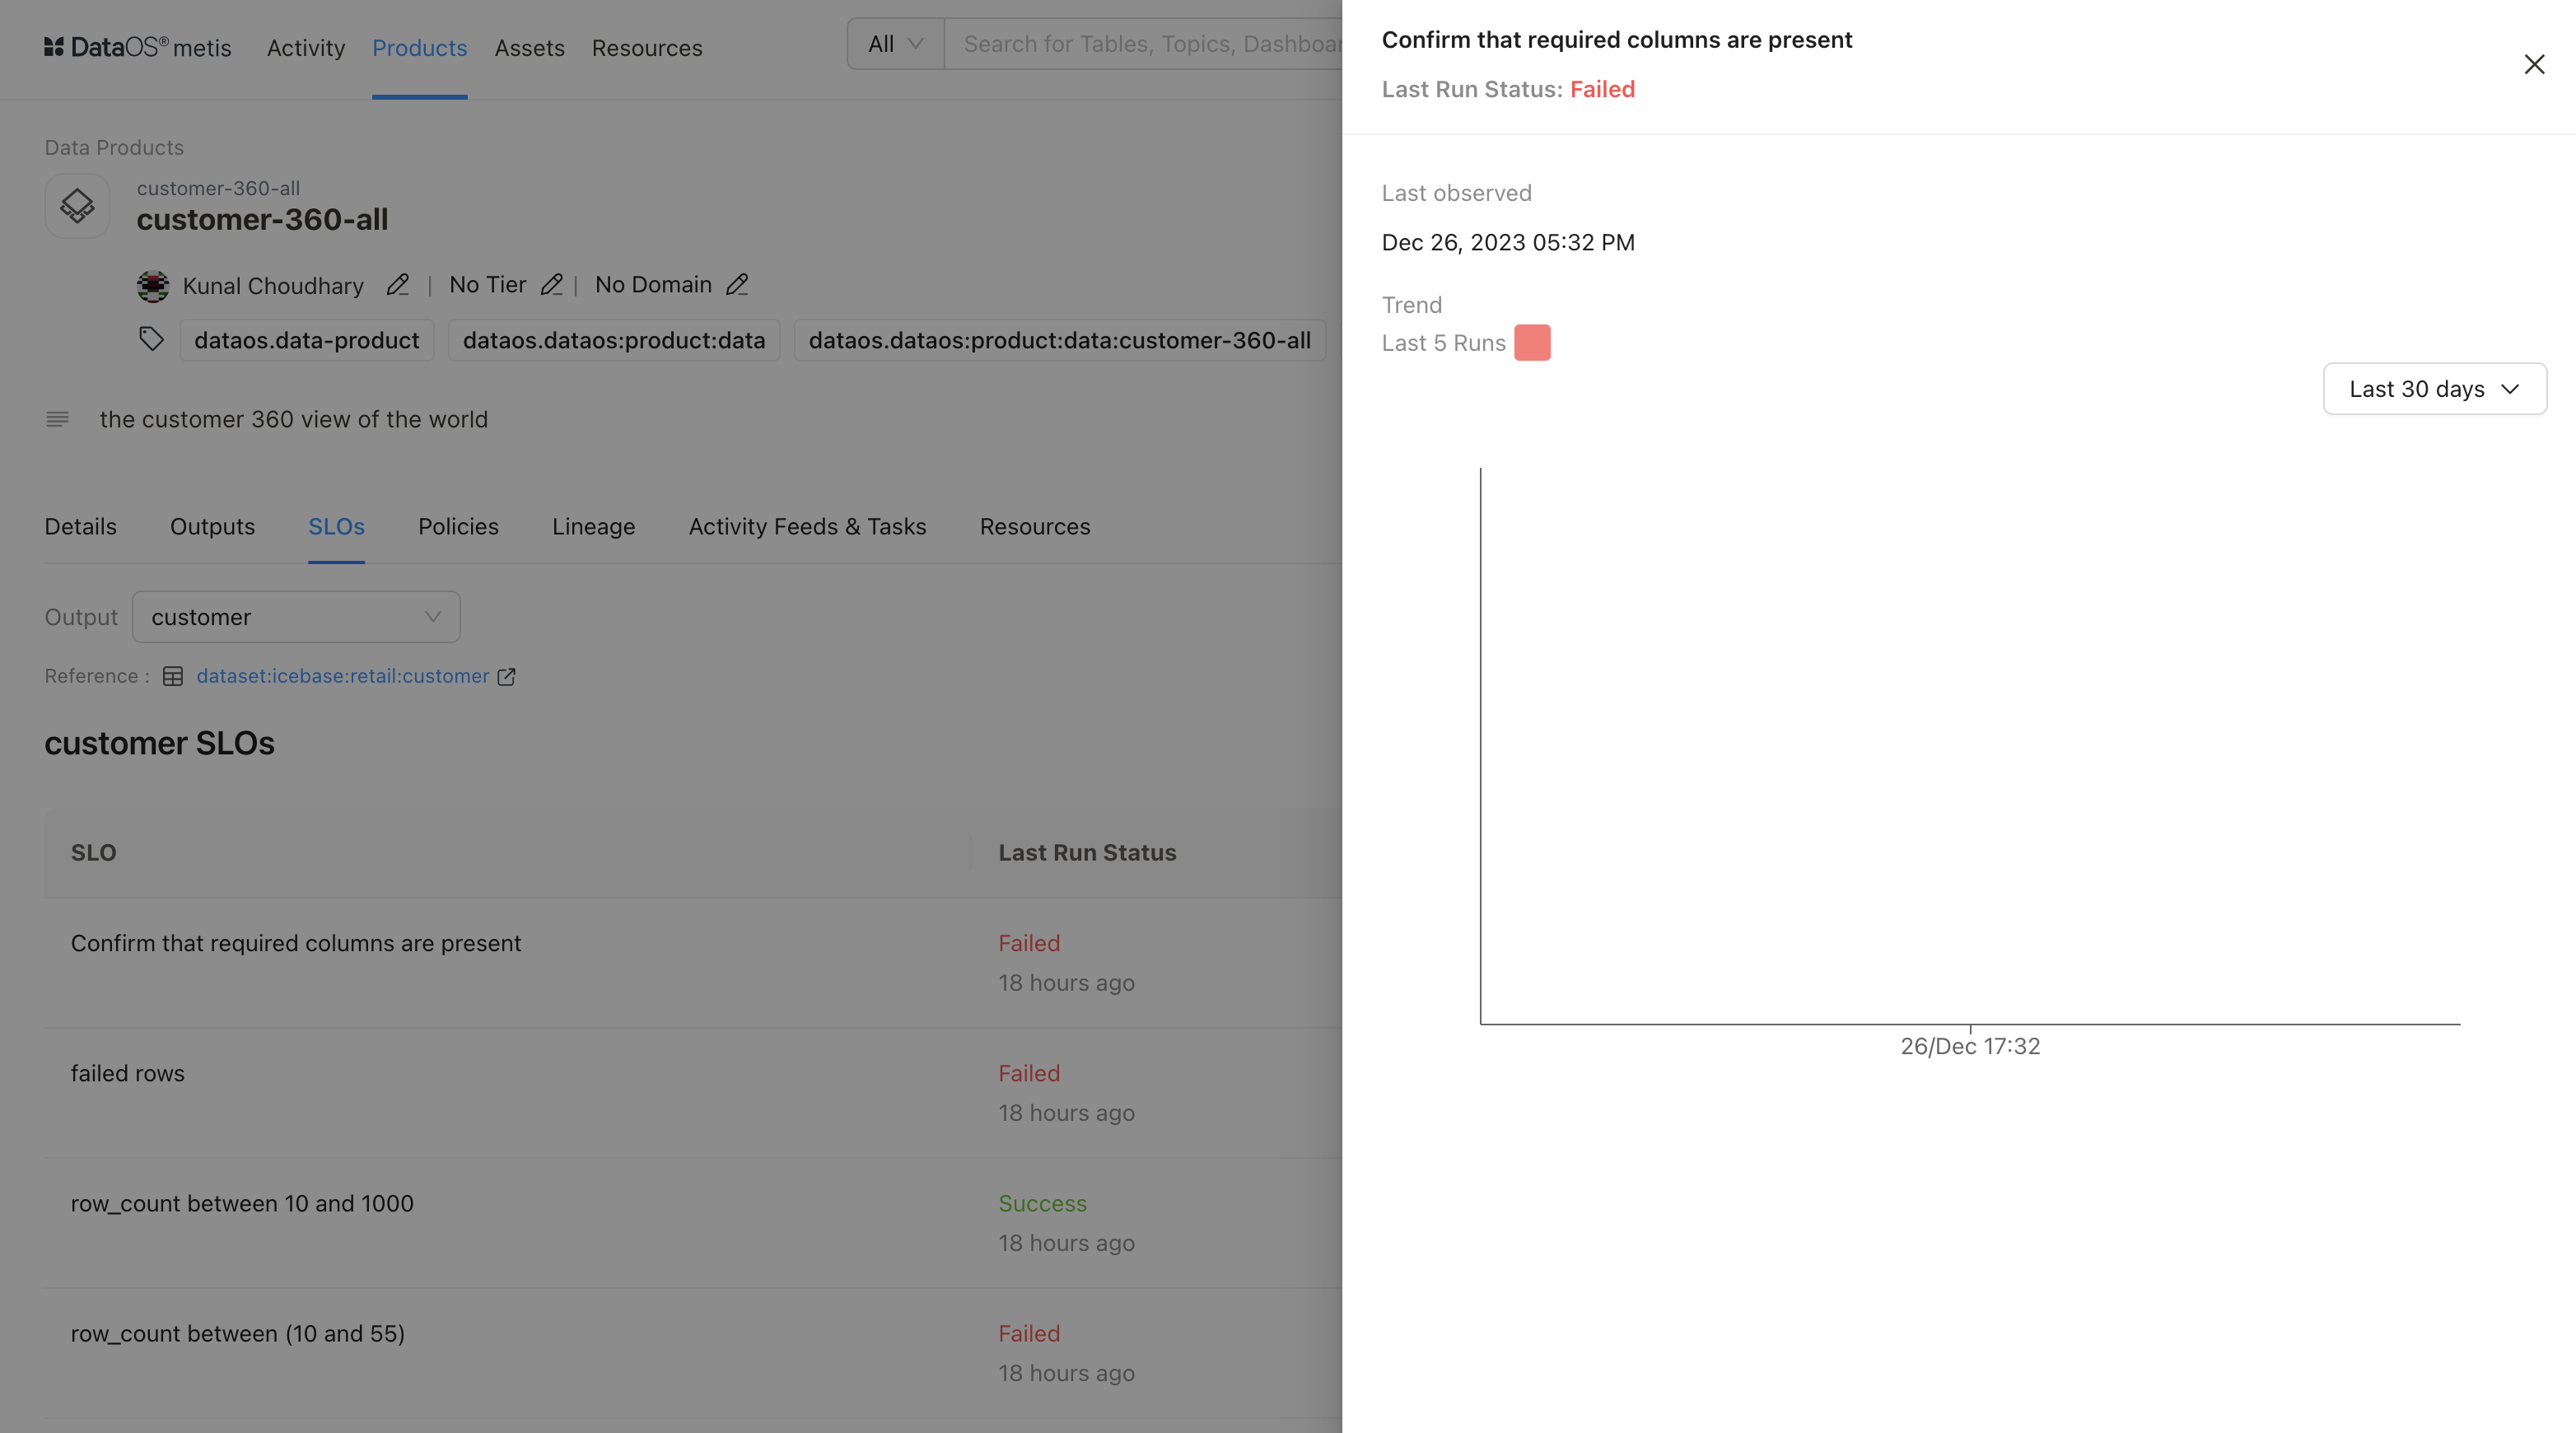 DataOS® metis Activity Products Assets Resources All Search for Tables, Topics, Dashboar
Data Products
customer-360-all
customer-360-all
Kunal Choudhary | No Tier | No Domain
dataos.data-product dataos.dataos:product:data dataos.dataos:product:data:customer-360-all
the customer 360 view of the world
Details Outputs SLOs Policies Lineage Activity Feeds & Tasks Resources
Output customer
Reference : dataset:icebase:retail:customer
customer SLOs
SLO Last Run Status
Confirm that required columns are present Failed
18 hours ago
failed rows Failed
18 hours ago
row_count between 10 and 1000 Success
18 hours ago
row_count between (10 and 55) Failed
18 hours ago
Confirm that required columns are present
Last Run Status: Failed
Last observed
Dec 26, 2023 05:32 PM
Trend
Last 5 Runs
Last 30 days
26/Dec 17:32